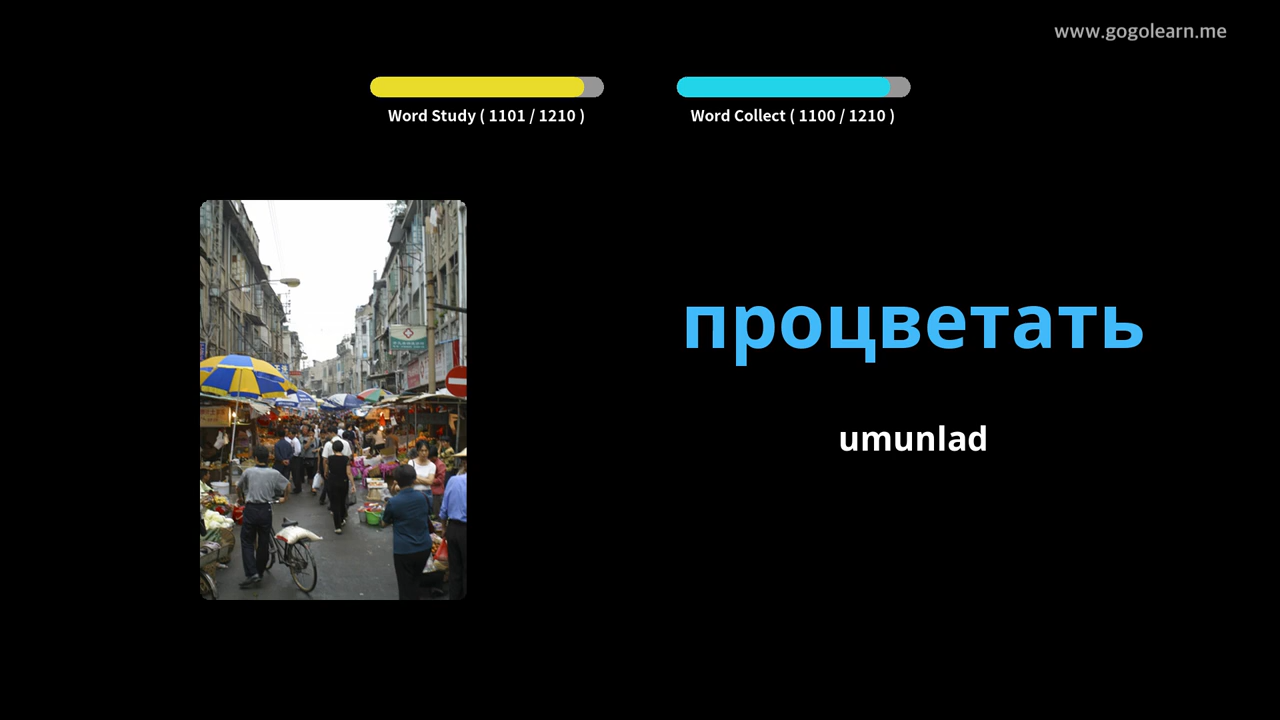 www.gogolearn.me
Word Study ( 1101 / 1210 )
Word Collect ( 1100 / 1210 )
процветать
umunlad